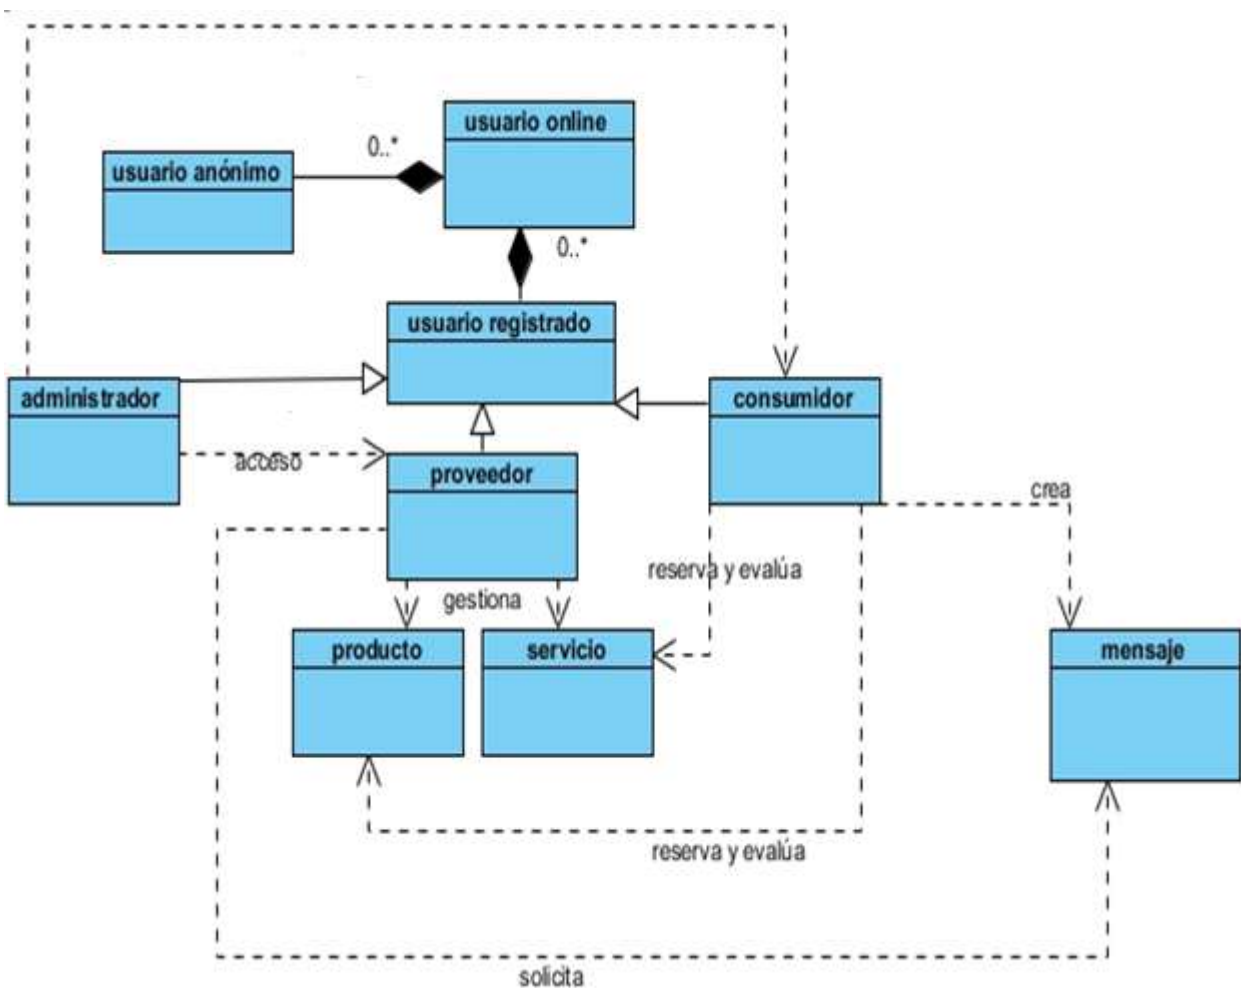 usuario online
0..*
usuario anónimo
0..*
usuario registrado
administrador
consumidor
acceso
proveedor
crea
reserva y evalúa
gestiona
producto
servicio
mensaje
reserva y evalúa
solicita